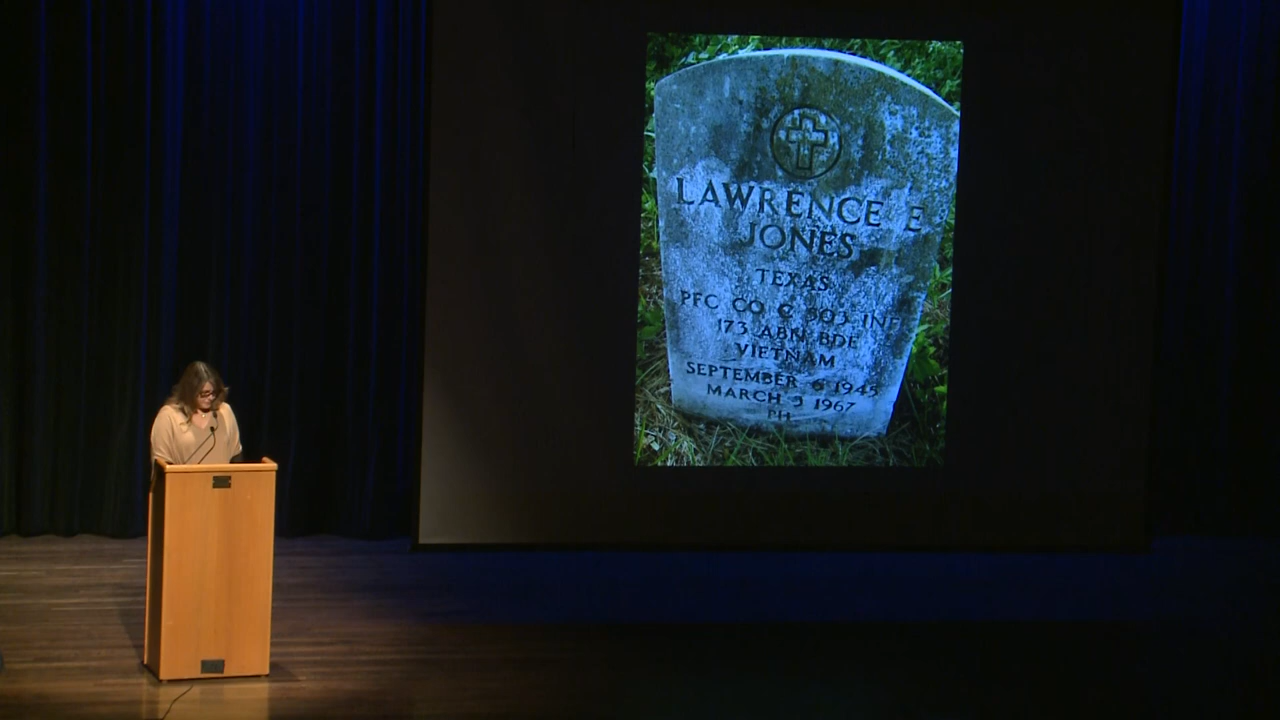 LAWRENCE E
JONES
TEXAS
PFC CO C 503 INF
173 ABN BDE
VIETNAM
SEPTEMBER 6 1945
MARCH 3 1967
PH